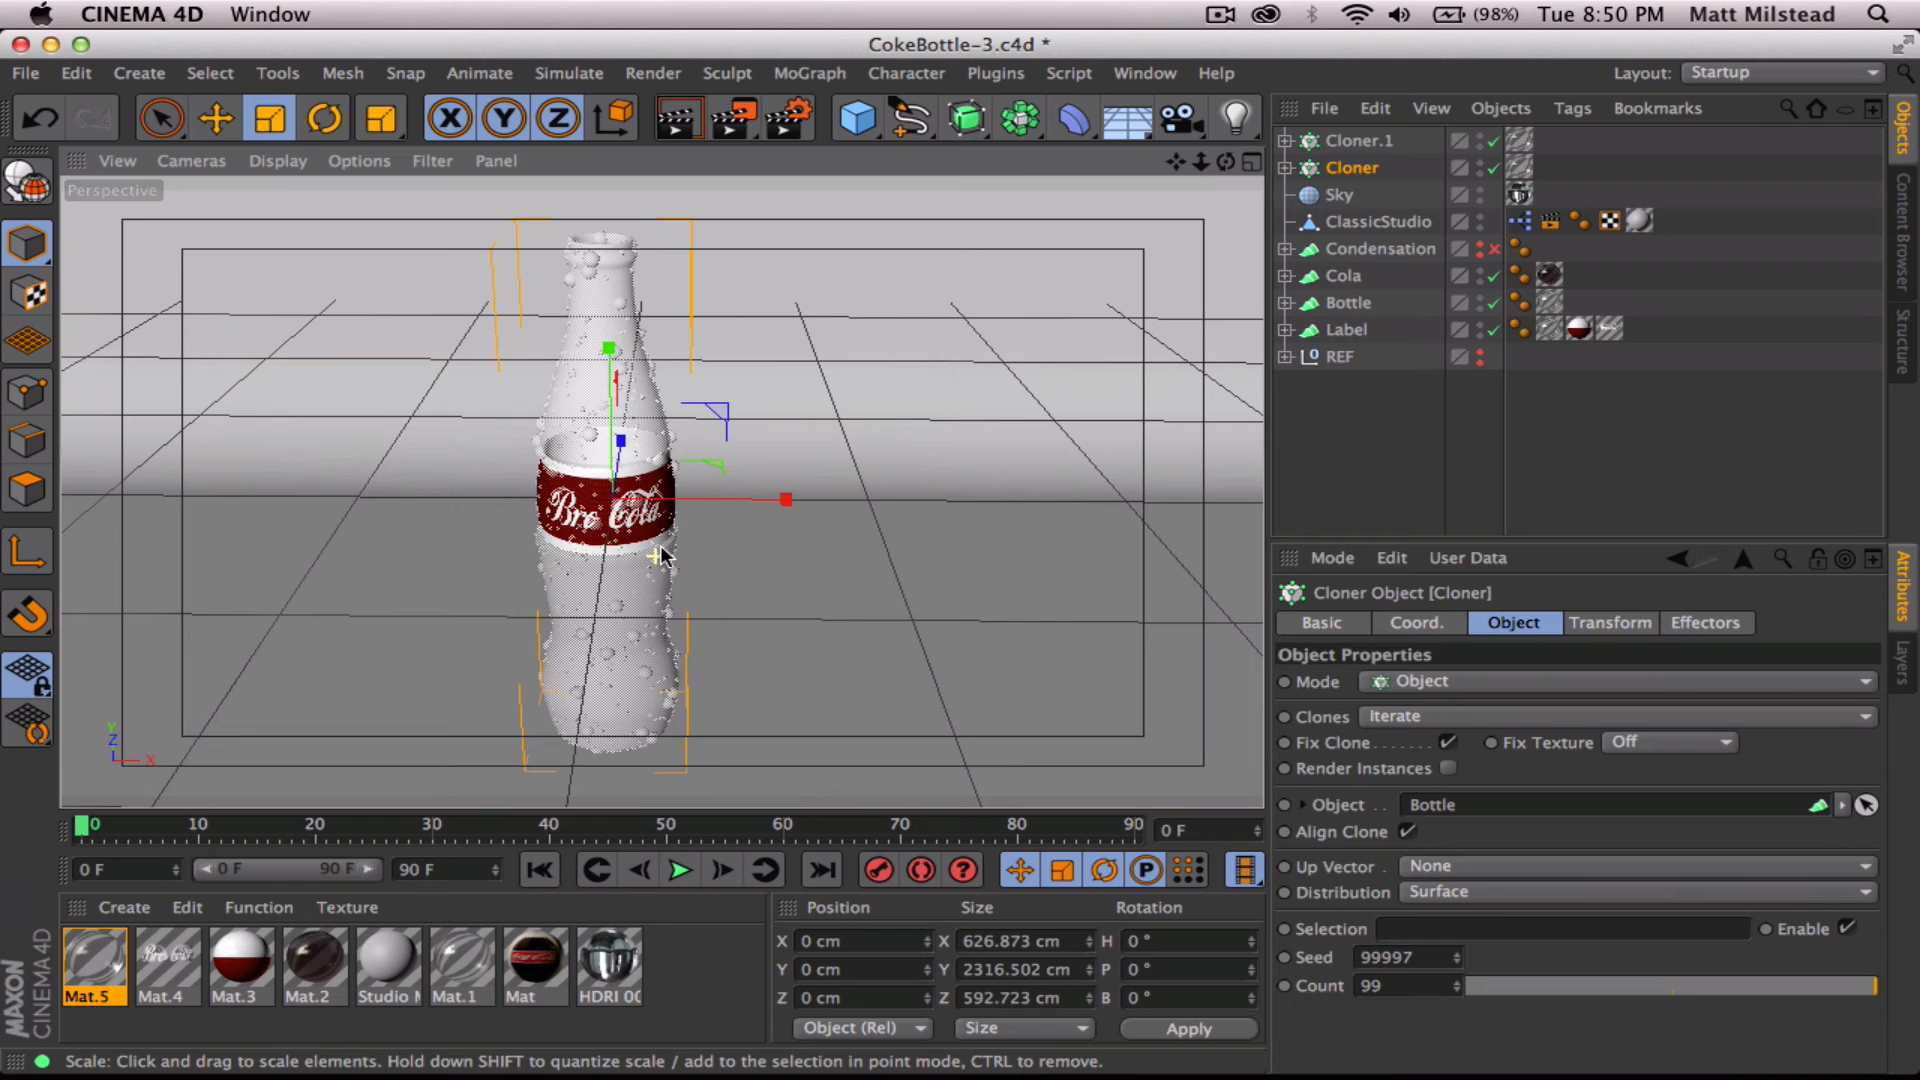 CINEMA 4D Window (98%) Tue 8:50 PM Matt Milstead
CokeBottle-3.c4d *
File Edit Create Select Tools Mesh Snap Animate Simulate Render Sculpt MoGraph Character Plugins Script Window Help Layout: Startup
X Y Z
File Edit View Objects Tags Bookmarks
View Cameras Display Options Filter Panel
Perspective
Cloner.1
Cloner
Sky
ClassicStudio
Condensation
Cola
Bottle
Label
REF
Objects
Content Browser
Structure
Bro Cola
Y
Z
X
Mode Edit User Data
Cloner Object [Cloner]
Basic Coord. Object Transform Effectors
Object Properties
Mode Object
Clones Iterate
Fix Clone Fix Texture Off
Render Instances
Object Bottle
Align Clone
Up Vector None
Distribution Surface
Selection Enable
Seed 99997
Count 99
Attributes
Layers
0 10 20 30 40 50 60 70 80 90 0 F
0 F 0 F 90 F 90 F
P
Create Edit Function Texture
Mat.5 Mat.4 Mat.3 Mat.2 Studio Mat.1 Mat HDRI
Position Size Rotation
X 0 cm X 626.873 cm H 0 °
Y 0 cm Y 2316.502 cm P 0 °
Z 0 cm Z 592.723 cm B 0 °
Object (Rel) Size Apply
MAXON
CINEMA 4D
Scale: Click and drag to scale elements. Hold down SHIFT to quantize scale / add to the selection in point mode, CTRL to remove.